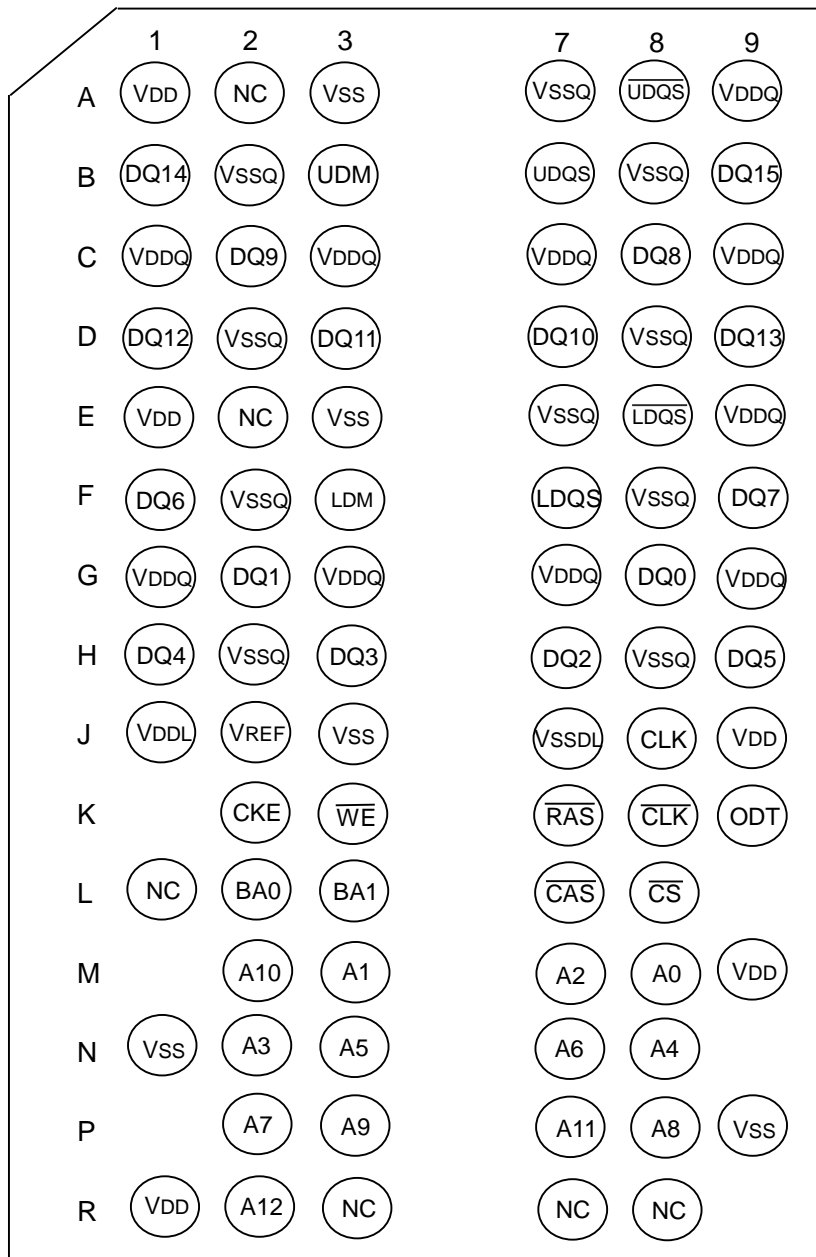 1 2 3 7 8 9
A VDD NC VSS VSSQ UDQS VDDQ
B DQ14 VSSQ UDM UDQS VSSQ DQ15
C VDDQ DQ9 VDDQ VDDQ DQ8 VDDQ
D DQ12 VSSQ DQ11 DQ10 VSSQ DQ13
E VDD NC VSS VSSQ LDQS VDDQ
F DQ6 VSSQ LDM LDQS VSSQ DQ7
G VDDQ DQ1 VDDQ VDDQ DQ0 VDDQ
H DQ4 VSSQ DQ3 DQ2 VSSQ DQ5
J VDDL VREF VSS VSSDL CLK VDD
K CKE WE RAS CLK ODT
L NC BA0 BA1 CAS CS
M A10 A1 A2 A0 VDD
N VSS A3 A5 A6 A4
P A7 A9 A11 A8 VSS
R VDD A12 NC NC NC